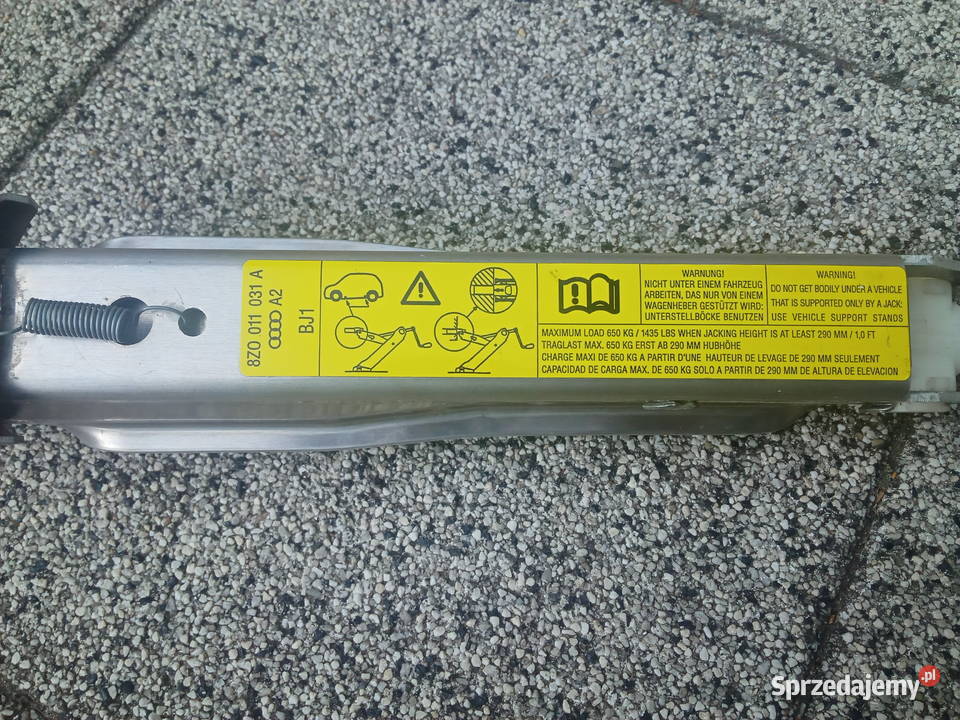 8Z0 011 031 A
A2
BJ1
WARNUNG!
NICHT UNTER EINEM FAHRZEUG
ARBEITEN, DAS NUR VON EINEM
WAGENHEBER GESTÜTZT WIRD:
UNTERSTELLBÖCKE BENUTZEN
WARNING!
DO NOT GET BODILY UNDER A VEHICLE
THAT IS SUPPORTED ONLY BY A JACK:
USE VEHICLE SUPPORT STANDS
MAXIMUM LOAD 650 KG / 1435 LBS WHEN JACKING HEIGHT IS AT LEAST 290 MM / 1,0 FT
TRAGLAST MAX. 650 KG ERST AB 290 MM HUBHÖHE
CHARGE MAXI DE 650 KG A PARTIR D'UNE HAUTEUR DE LEVAGE DE 290 MM SEULEMENT
CAPACIDAD DE CARGA MAX. DE 650 KG SOLO A PARTIR DE 290 MM DE ALTURA DE ELEVACION
Sprzedajemy.pl